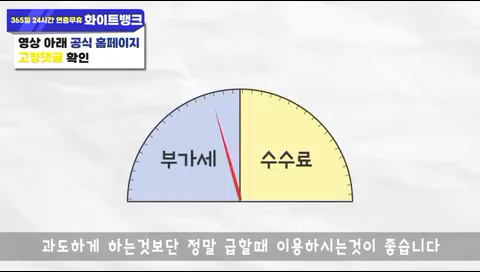 365일 24시간 연중무휴 화이트뱅크
영상 아래 공식 홈페이지
고정댓글 확인
부가세 수수료
과도하게 하는것보단 정말 급할때 이용하시는것이 좋습니다